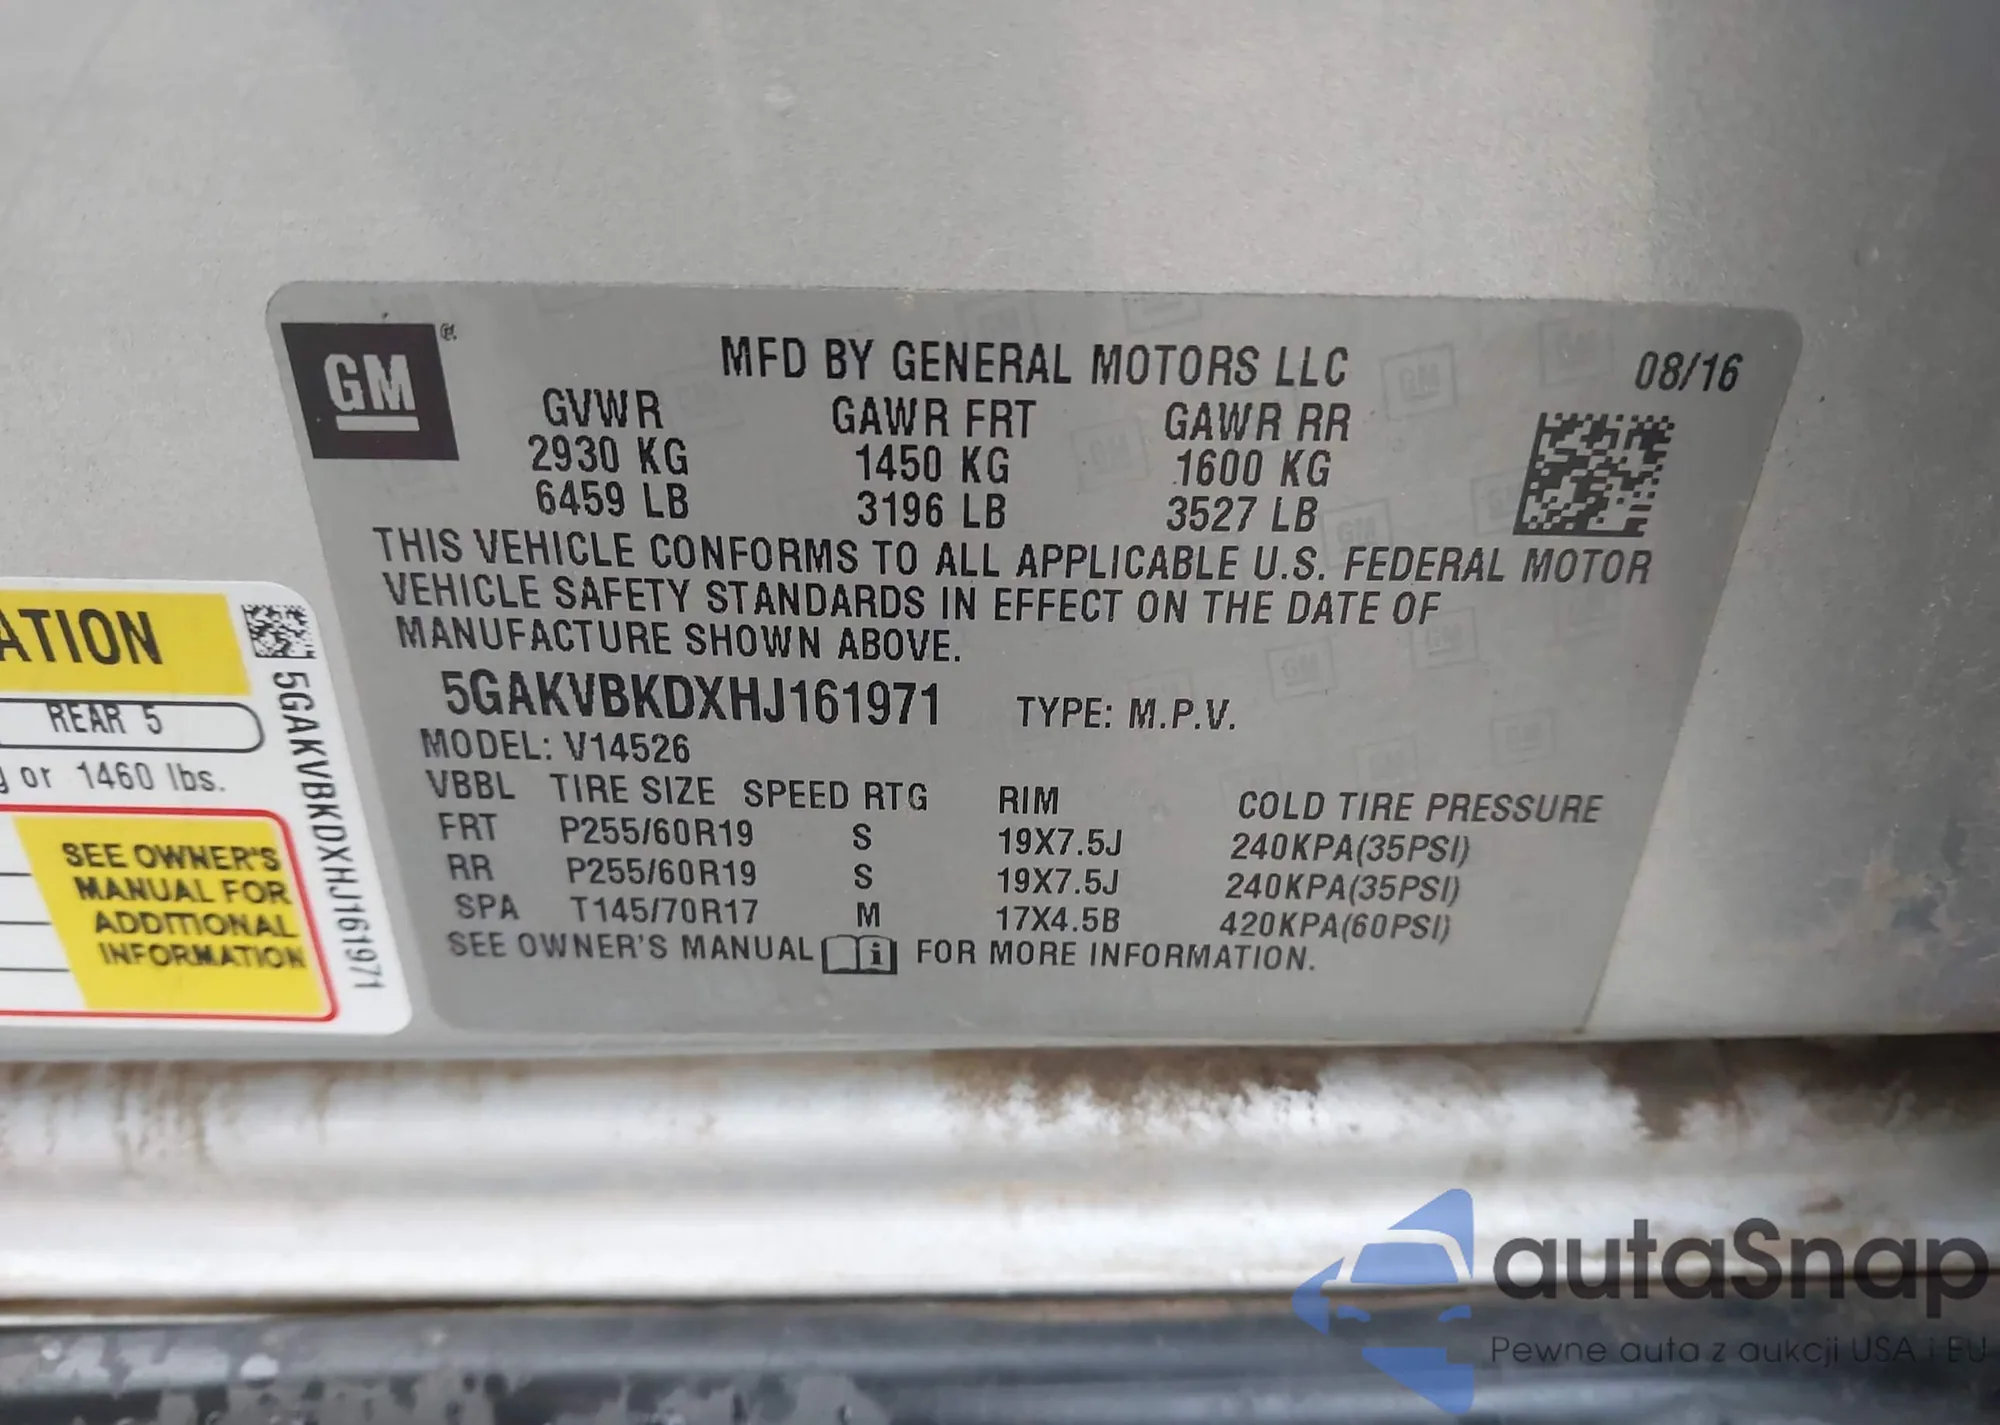 GM
MFD BY GENERAL MOTORS LLC 08/16
GVWR GAWR FRT GAWR RR
2930 KG 1450 KG 1600 KG
6459 LB 3196 LB 3527 LB
THIS VEHICLE CONFORMS TO ALL APPLICABLE U.S. FEDERAL MOTOR
VEHICLE SAFETY STANDARDS IN EFFECT ON THE DATE OF
MANUFACTURE SHOWN ABOVE.
5GAKVBKDXHJ161971 TYPE: M.P.V.
MODEL: V14526
VBBL TIRE SIZE SPEED RTG RIM COLD TIRE PRESSURE
FRT P255/60R19 S 19X7.5J 240KPA(35PSI)
RR P255/60R19 S 19X7.5J 240KPA(35PSI)
SPA T145/70R17 M 17X4.5B 420KPA(60PSI)
SEE OWNER'S MANUAL i FOR MORE INFORMATION.
ATION
REAR 5
g or 1460 lbs.
SEE OWNER'S
MANUAL FOR
ADDITIONAL
INFORMATION
5GAKVBKDXHJ161971
autaSnap
Pewne auta z aukcji USA i EU